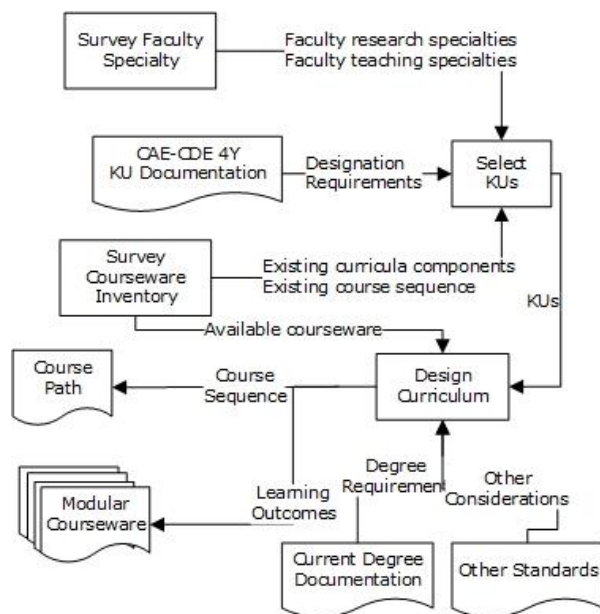 Survey Faculty
Specialty
Faculty research specialties
Faculty teaching specialties
CAE-CDE 4Y
KU Documentation
Designation
Requirements
Select
KUs
Survey
Courseware
Inventory
Existing curricula components
Existing course sequence
KUs
Available courseware
Course
Path
Course
Sequence
Design
Curriculum
Degree
Requirement
Other
Considerations
Modular
Courseware
Learning
Outcomes
Current Degree
Documentation
Other Standards